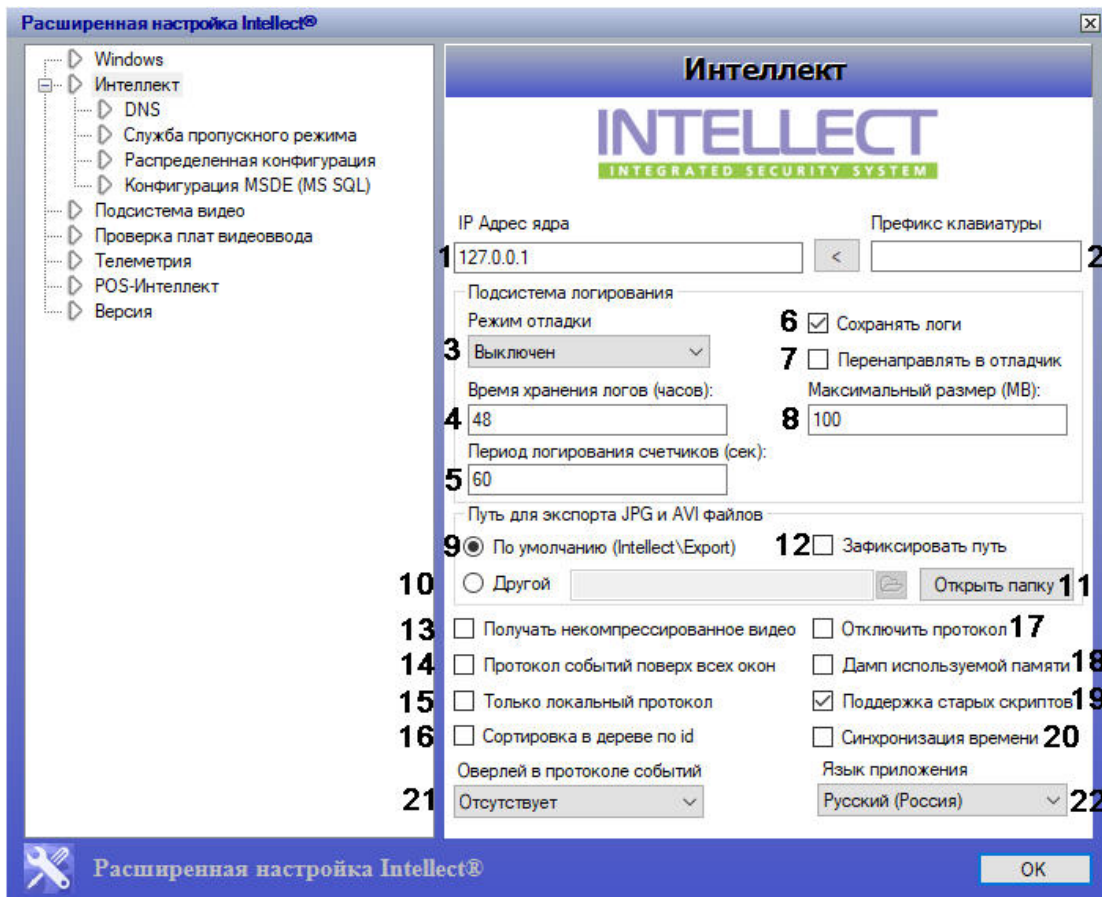 Расширенная настройка Intellect®
Windows
Интеллект
DNS
Служба пропускного режима
Распределенная конфигурация
Конфигурация MSDE (MS SQL)
Подсистема видео
Проверка плат видеоввода
Телеметрия
POS-Интеллект
Версия
Интеллект
INTELLECT
INTEGRATED SECURITY SYSTEM
IP Адрес ядра Префикс клавиатуры
1 127.0.0.1 < 2
Подсистема логирования
Режим отладки 6 Сохранять логи
3 Выключен 7 Перенаправлять в отладчик
Время хранения логов (часов): Максимальный размер (MB):
4 48 8 100
Период логирования счетчиков (сек):
5 60
Путь для экспорта JPG и AVI файлов
9 По умолчанию (Intellect\Export) 12 Зафиксировать путь
10 Другой Открыть папку 11
13 Получать некомпрессированное видео Отключить протокол 17
14 Протокол событий поверх всех окон Дамп используемой памяти 18
15 Только локальный протокол Поддержка старых скриптов 19
16 Сортировка в дереве по id Синхронизация времени 20
Оверлей в протоколе событий Язык приложения
21 Отсутствует Русский (Россия) 22
Расширенная настройка Intellect®
OK